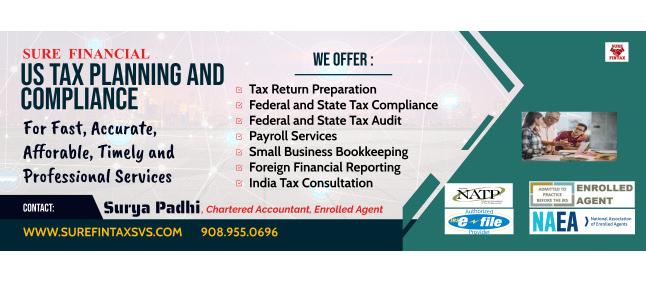 SURE FINANCIAL
US TAX PLANNING AND
COMPLIANCE
For Fast, Accurate,
Afforable, Timely and
Professional Services
WE OFFER :
Tax Return Preparation
Federal and State Tax Compliance
Federal and State Tax Audit
Payroll Services
Small Business Bookkeeping
Foreign Financial Reporting
India Tax Consultation
CONTACT:
Surya Padhi, Chartered Accountant, Enrolled Agent
WWW.SUREFINTAXSVS.COM 908.955.0696
SURE
FINTAX
NATP
ADMITTED TO
PRACTICE
BEFORE THE IRS
ENROLLED
AGENT
Authorized
IRS e-file
Provider
NAEA
National Association
of Enrolled Agents